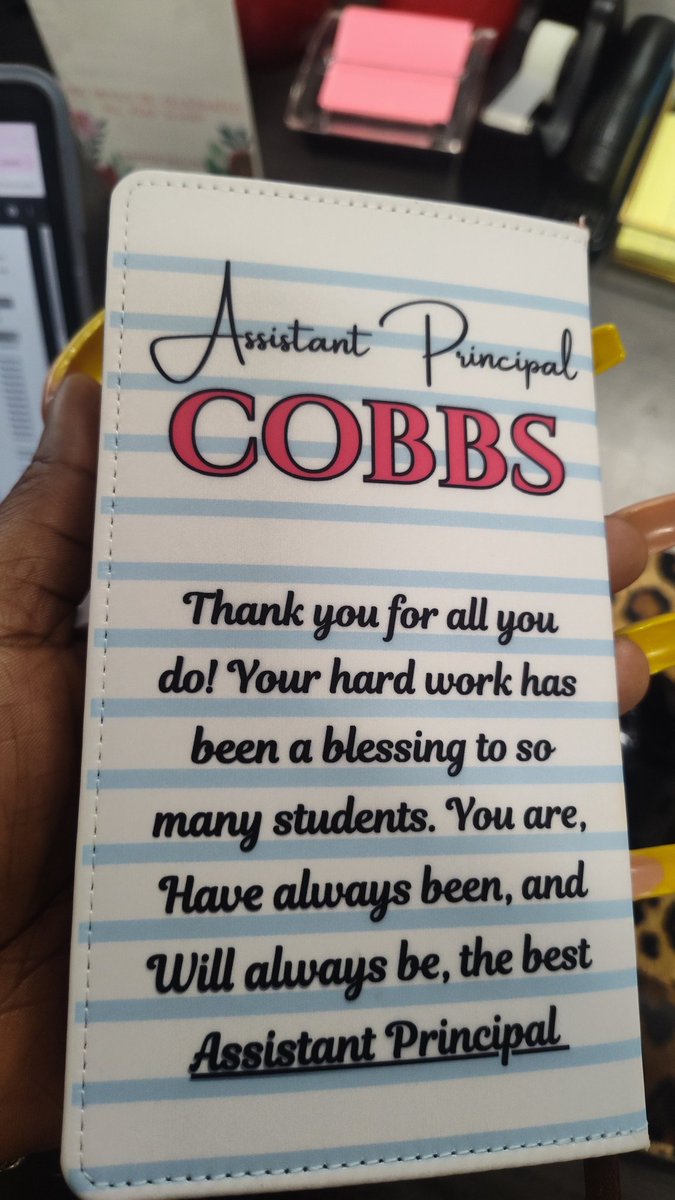 Assistant Principal
COBBS
Thank you for all you
do! Your hard work has
been a blessing to so
many students. You are,
Have always been, and
Will always be, the best
Assistant Principal